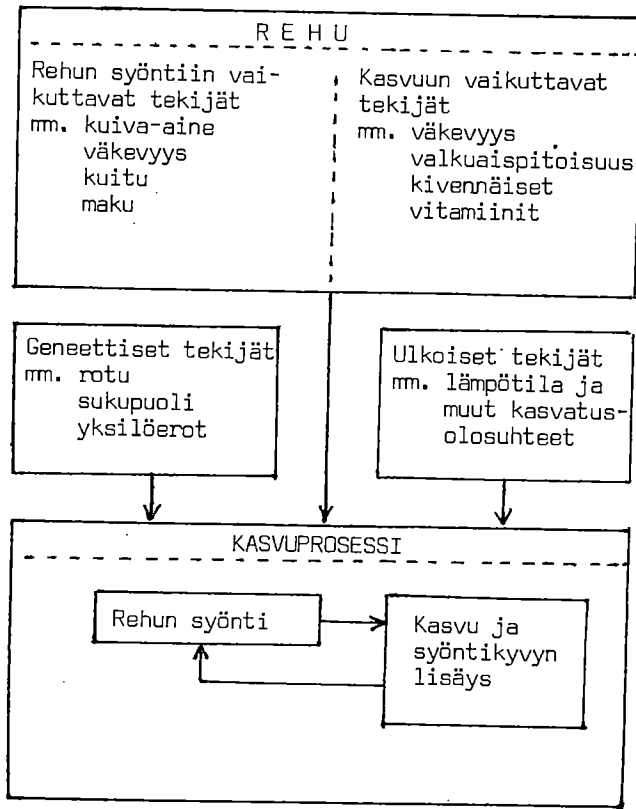 R E H U
Rehun syöntiin vai-
kuttavat tekijät
mm. kuiva-aine
väkevyys
kuitu
maku
Kasvuun vaikuttavat
tekijät
mm. väkevyys
valkuaispitoisuus
kivennäiset
vitamiinit
Geneettiset tekijät
mm. rotu
sukupuoli
yksilöerot
Ulkoiset tekijät
mm. lämpötila ja
muut kasvatus-
olosuhteet
KASVUPROSESSI
Rehun syönti
Kasvu ja
syöntikyvyn
lisäys